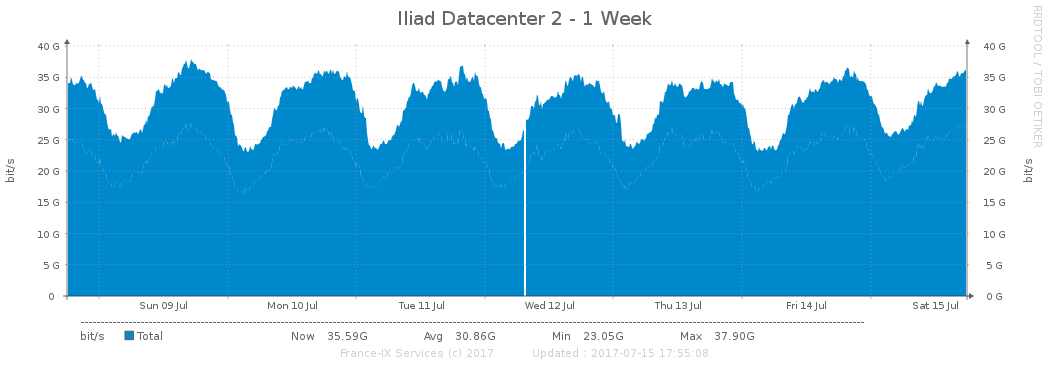 Iliad Datacenter 2 - 1 Week
RRDTOOL / TOBI OETIKER
40 G 40 G
35 G 35 G
30 G 30 G
25 G 25 G
20 G 20 G
15 G 15 G
10 G 10 G
5 G 5 G
0 0 G
bit/s bit/s
Sun 09 Jul Mon 10 Jul Tue 11 Jul Wed 12 Jul Thu 13 Jul Fri 14 Jul Sat 15 Jul
bit/s Total Now 35.59G Avg 30.86G Min 23.05G Max 37.90G
France-IX Services (c) 2017 Updated : 2017-07-15 17:55:08